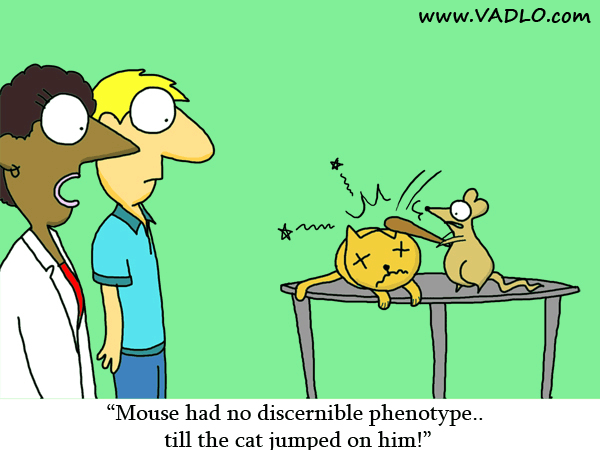 www.VADLO.com
“Mouse had no discernible phenotype..
till the cat jumped on him!”